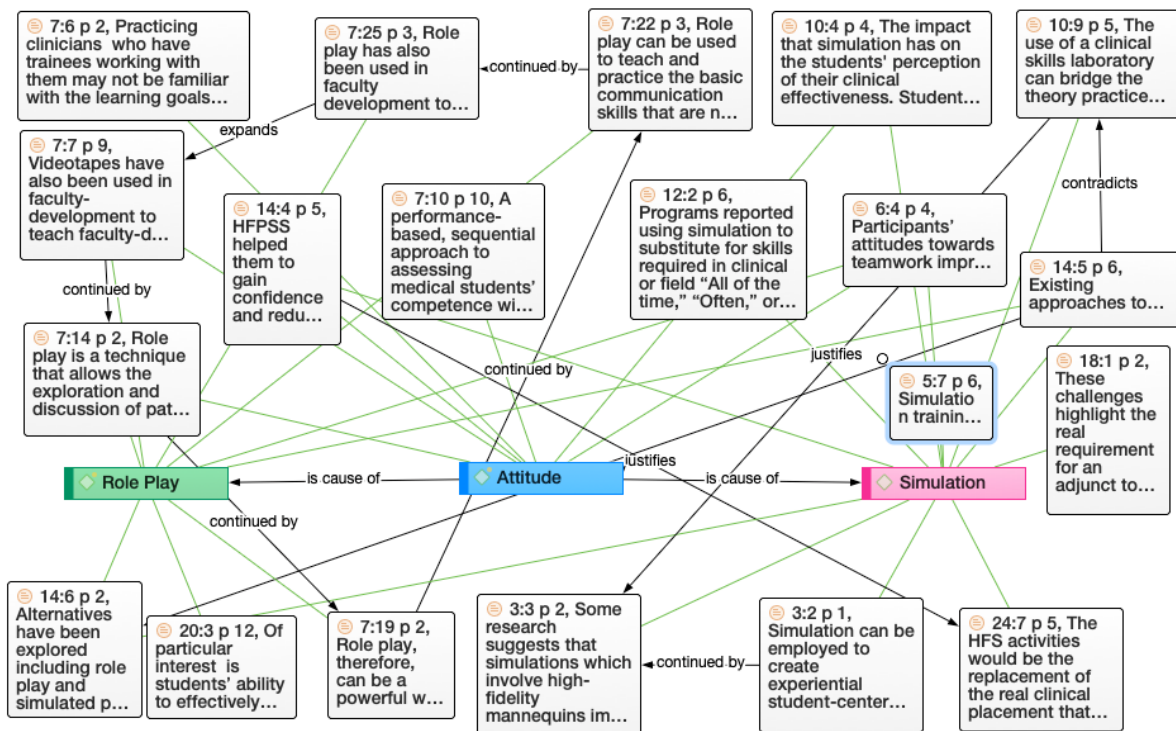 7:6 p 2,
Practicing
clinicians  who have
trainees working with
them may not be familiar
with the learning goals…
7:25 p 3, Role
play has also
been used in
faculty
development to…
continued by
7:22 p 3, Role
play can be used
to teach and
practice the basic
communication
skills that are n…
10:4 p 4, The impact
that simulation has on
the students' perception
of their clinical
effectiveness. Student…
10:9 p 5, The
use of a clinical
skills laboratory
can bridge the
theory practice…
expands
7:7 p 9,
Videotapes have
also been used in
faculty-
development to
teach faculty-d…
14:4 p 5,
HFPSS
helped them
to gain
confidence
and redu…
7:10 p 10, A
performance-
based, sequential
approach to
assessing
medical students'
competence wi…
12:2 p 6,
Programs reported
using simulation to
substitute for skills
required in clinical
or field “All of the
time,” “Often,” or…
6:4 p 4,
Participants'
attitudes towards
teamwork impr…
contradicts
14:5 p 6,
Existing
approaches to…
continued by
7:14 p 2, Role
play is a technique
that allows the
exploration and
discussion of pat…
continued by
justifies
5:7 p 6,
Simulatio
n trainin…
18:1 p 2,
These
challenges
highlight the
real
requirement
for an
adjunct to…
Role Play
is cause of
Attitude
justifies
is cause of
Simulation
continued by
14:6 p 2,
Alternatives
have been
explored
including role
play and
simulated p…
20:3 p 12, Of
particular
interest  is
students' ability
to effectively…
7:19 p 2,
Role play,
therefore,
can be a
powerful w…
3:3 p 2, Some
research
suggests that
simulations which
involve high-
fidelity
mannequins im…
continued by
3:2 p 1,
Simulation can be
employed to
create
experiential
student-center…
24:7 p 5, The
HFS activities
would be the
replacement of
the real clinical
placement that…